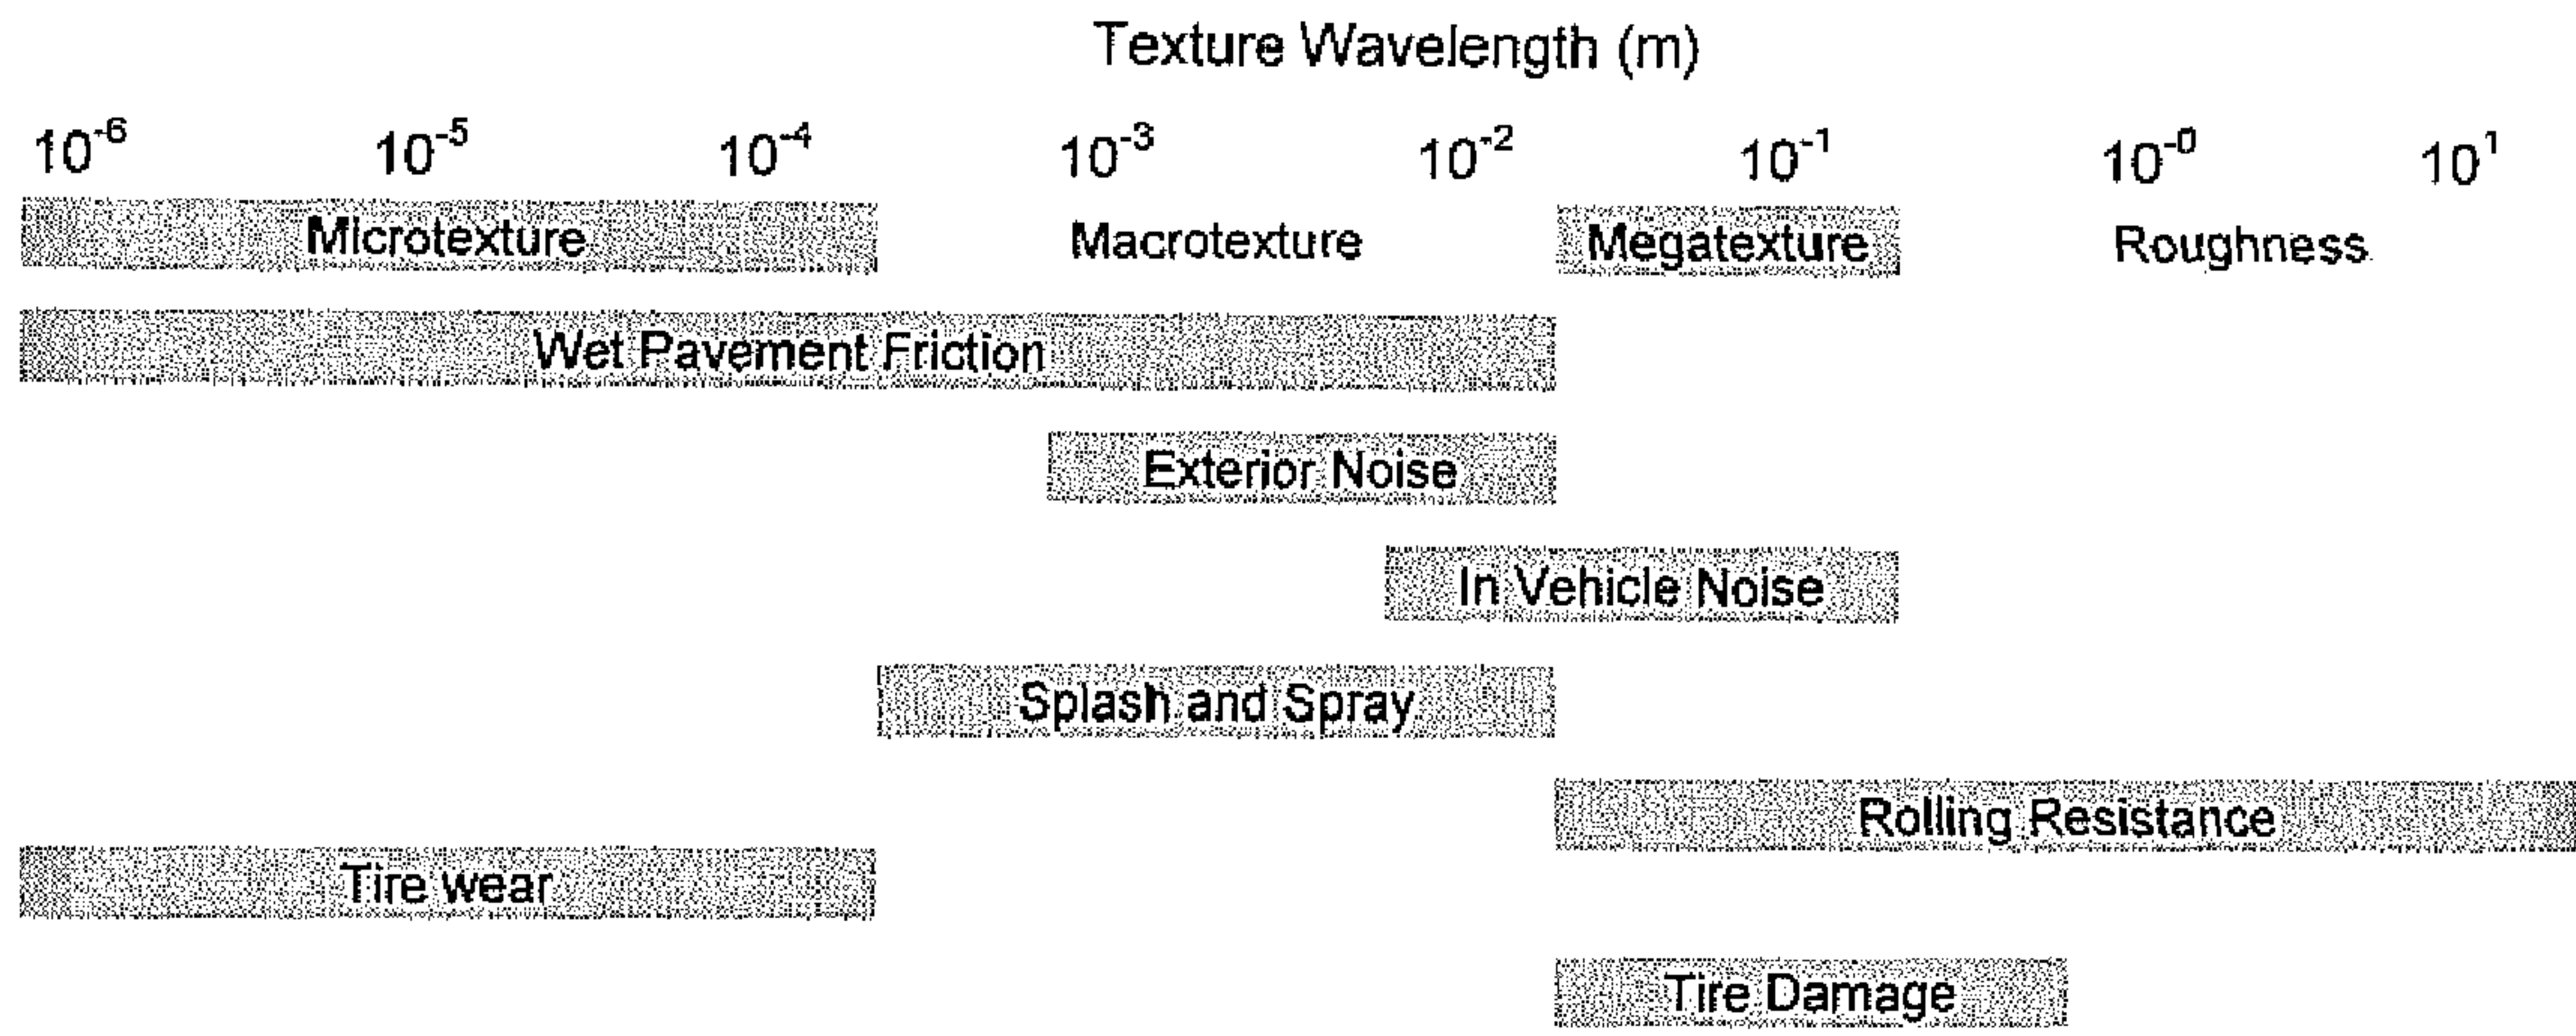 Texture Wavelength (m)
10⁻⁶ 10⁻⁵ 10⁻⁴ 10⁻³ 10⁻² 10⁻¹ 10⁻⁰ 10¹
Microtexture Macrotexture Megatexture Roughness
Wet Pavement Friction
Exterior Noise
In Vehicle Noise
Splash and Spray
Rolling Resistance
Tire wear
Tire Damage